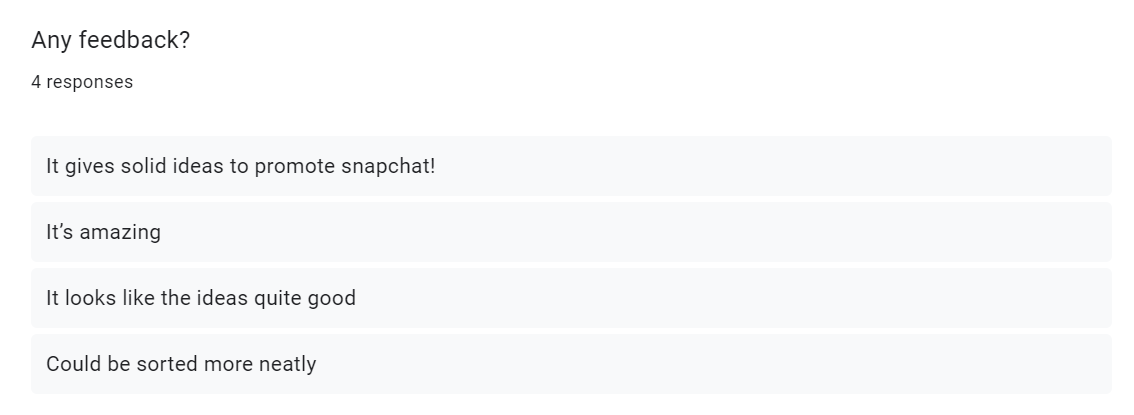 Any feedback?
4 responses
It gives solid ideas to promote snapchat!
It’s amazing
It looks like the ideas quite good
Could be sorted more neatly